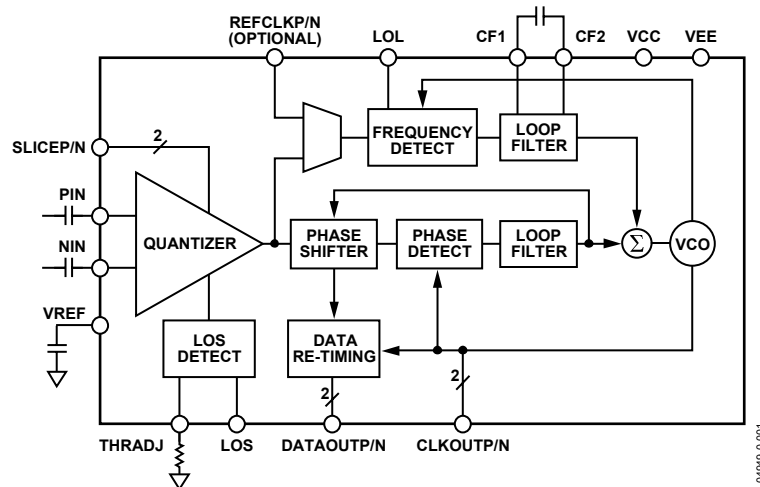 REFCLKP/N
(OPTIONAL)
LOL
CF1
CF2
VCC
VEE
SLICEP/N
2
PIN
NIN
VREF
QUANTIZER
FREQUENCY
DETECT
LOOP
FILTER
PHASE
SHIFTER
PHASE
DETECT
LOOP
FILTER
Σ
VCO
LOS
DETECT
DATA
RE-TIMING
2
2
THRADJ
LOS
DATAOUTP/N
CLKOUTP/N